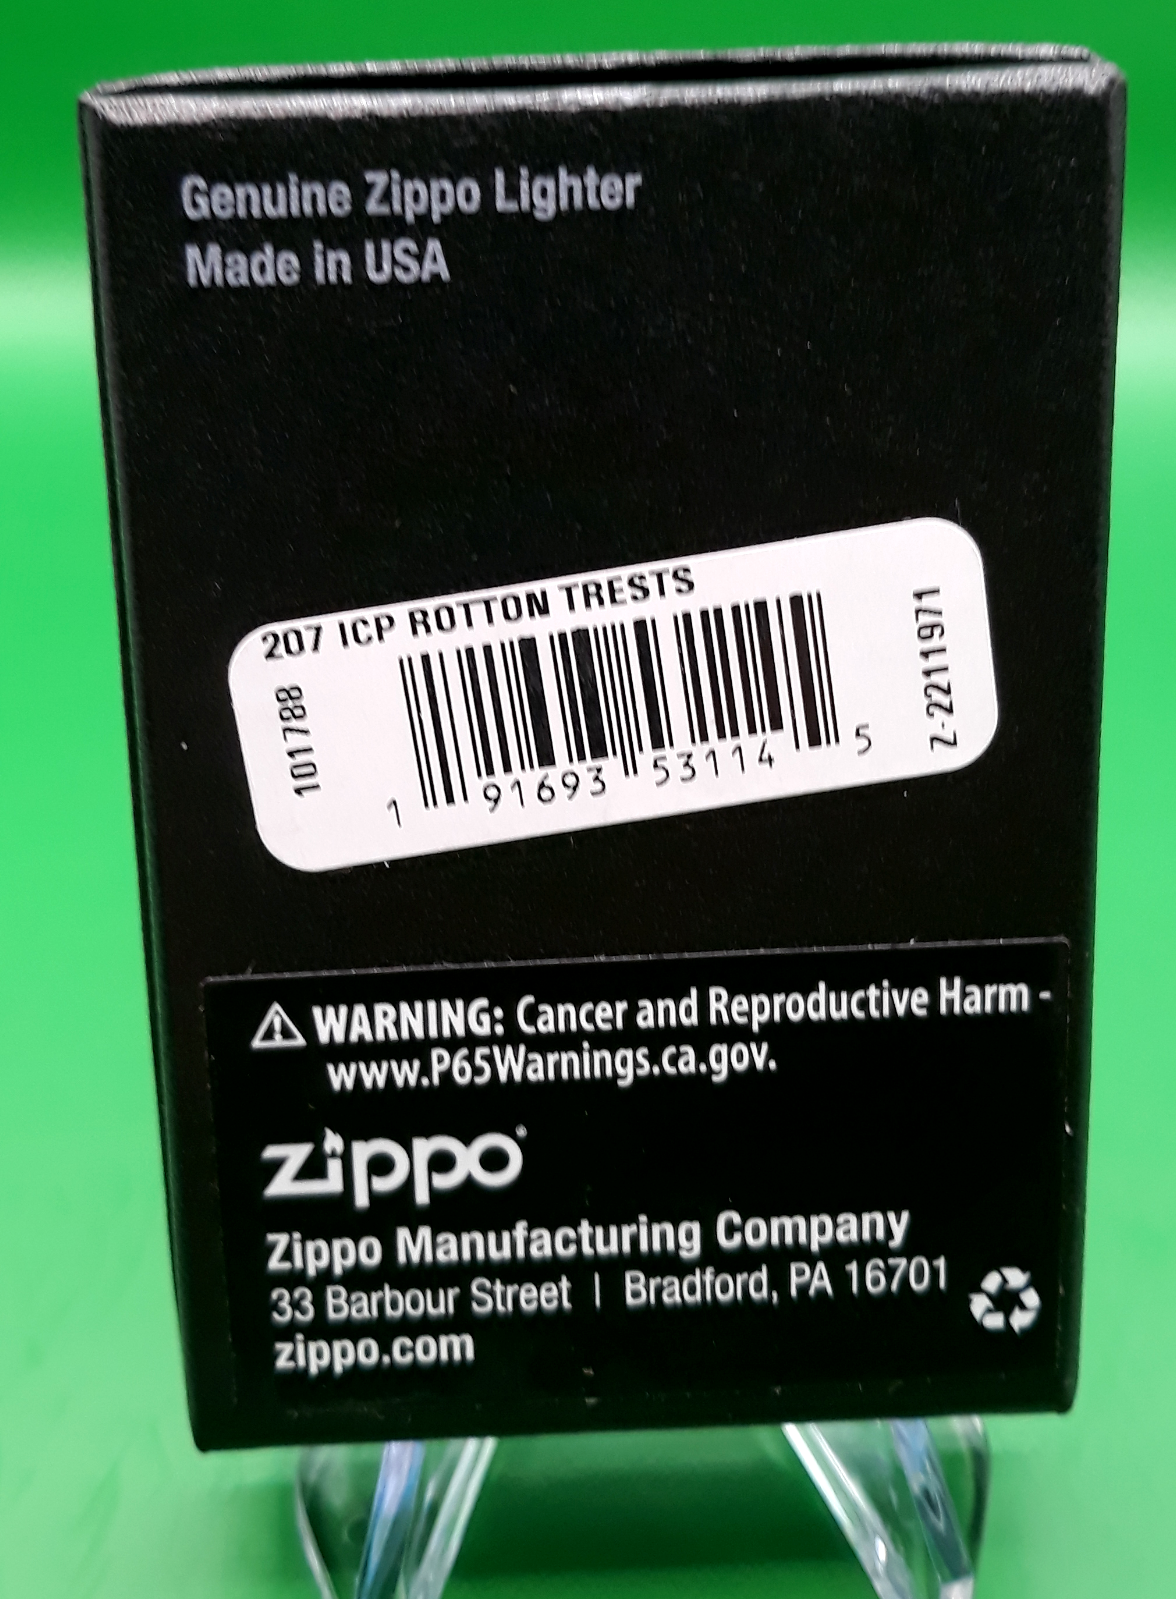 Genuine Zippo Lighter
Made in USA
207 ICP ROTTON TRESTS
101788
1 91693 53114 5
Z-2211971
WARNING: Cancer and Reproductive Harm -
www.P65Warnings.ca.gov.
zippo
Zippo Manufacturing Company
33 Barbour Street | Bradford, PA 16701
zippo.com